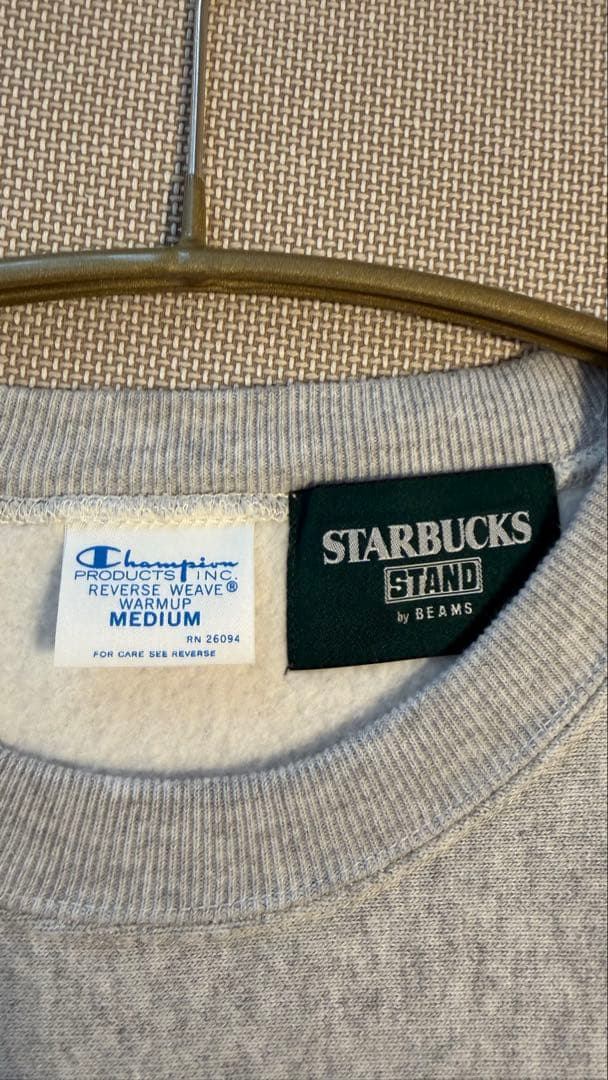 Champion
PRODUCTS INC.
REVERSE WEAVE®
WARMUP
MEDIUM
RN 26094
FOR CARE SEE REVERSE
STARBUCKS
STAND
by BEAMS